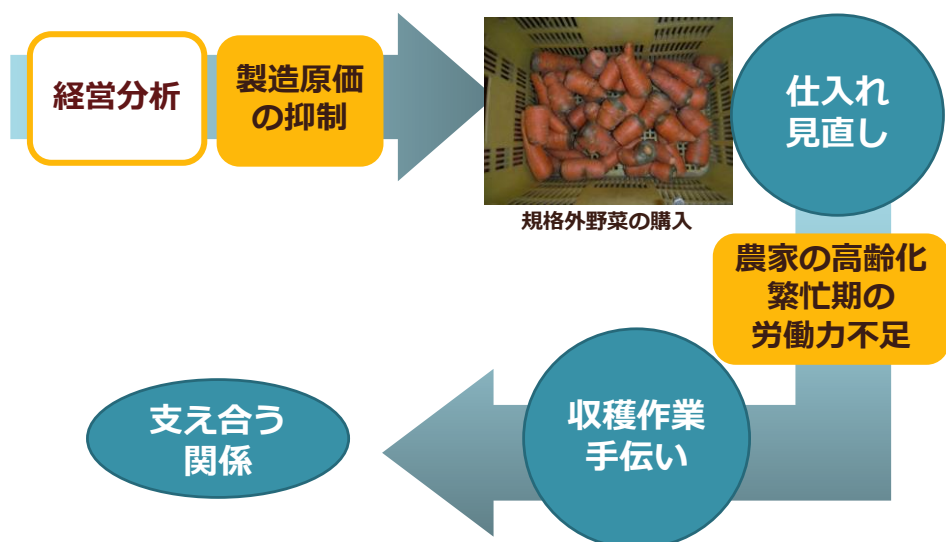 経営分析
製造原価
の抑制
規格外野菜の購入
仕入れ
見直し
農家の高齢化
繁忙期の
労働力不足
収穫作業
手伝い
支え合う
関係